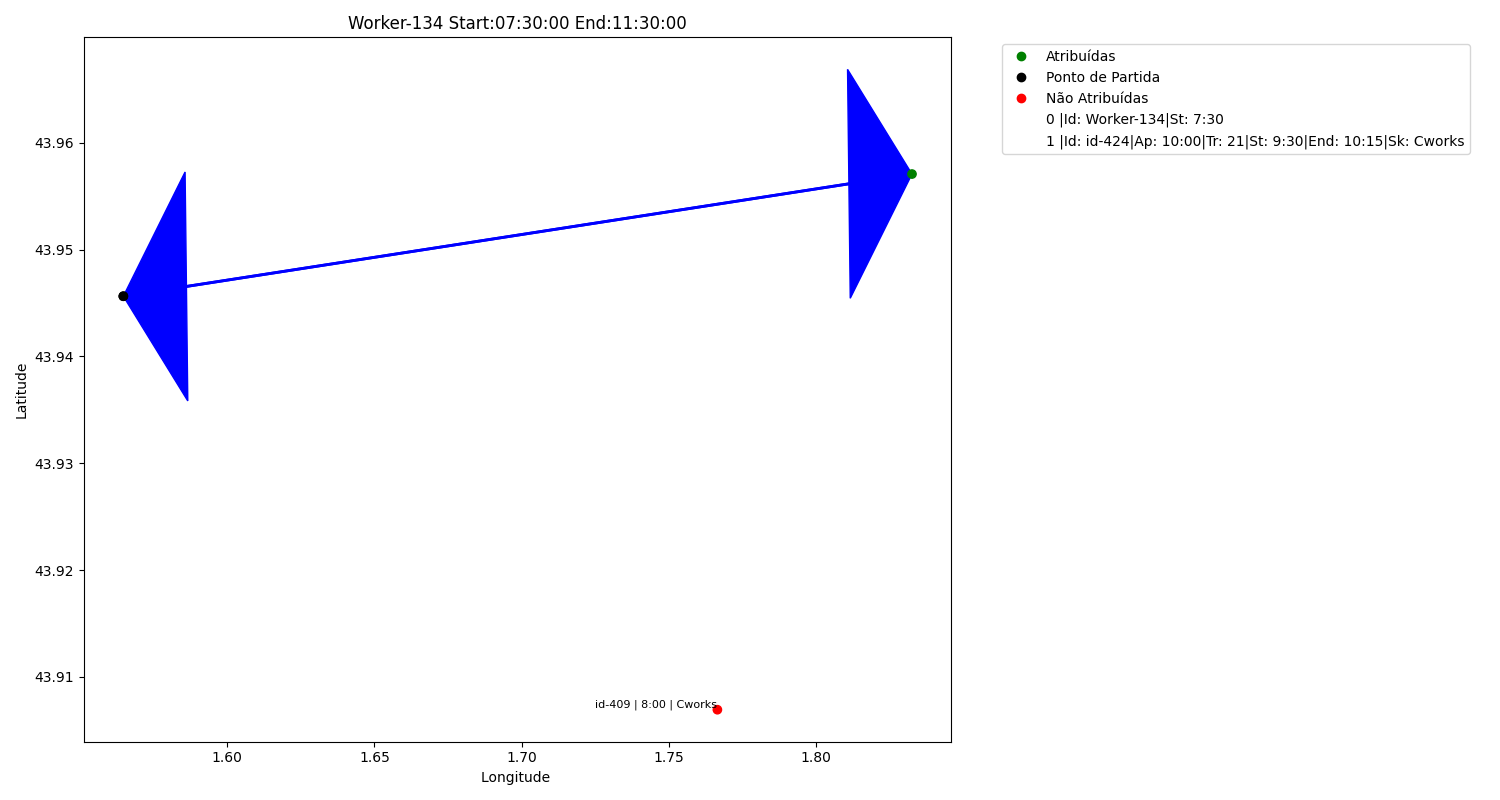 Worker-134 Start:07:30:00 End:11:30:00
Atribuídas
Ponto de Partida
Não Atribuídas
0 |Id: Worker-134|St: 7:30
1 |Id: id-424|Ap: 10:00|Tr: 21|St: 9:30|End: 10:15|Sk: Cworks
Latitude
43.96
43.95
43.94
43.93
43.92
43.91
id-409 | 8:00 | Cworks
1.60
1.65
1.70
1.75
1.80
Longitude